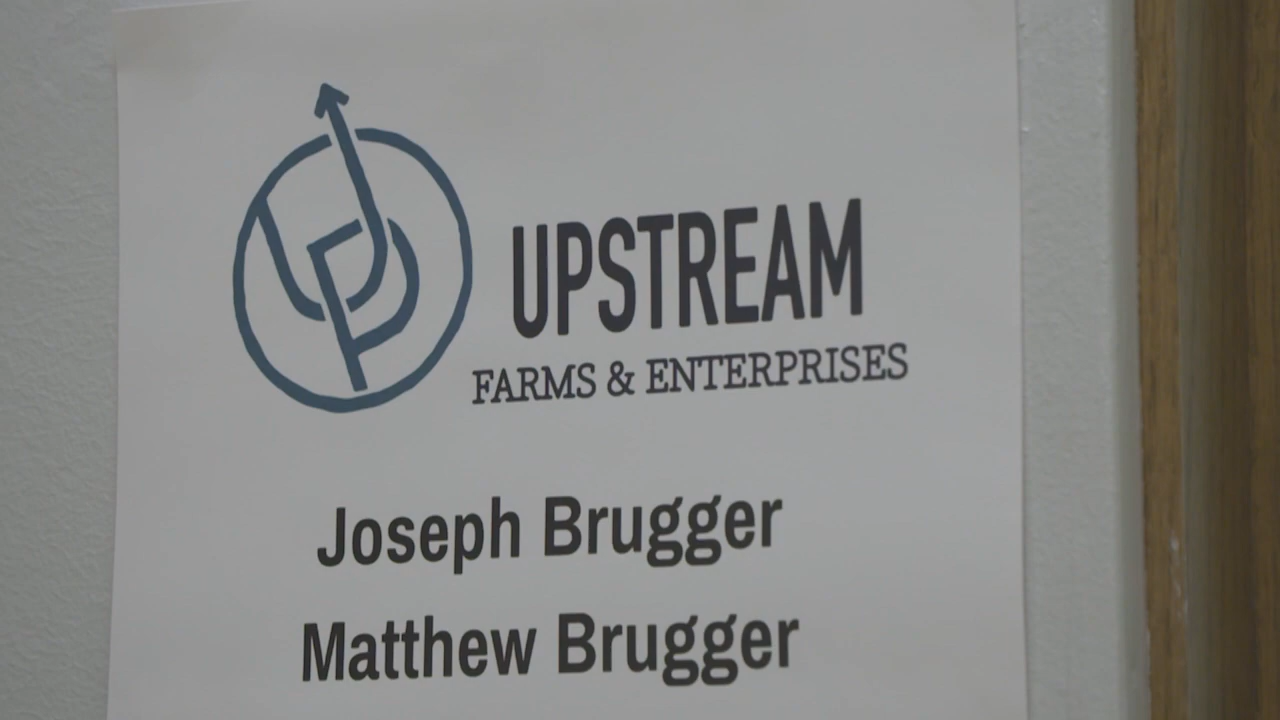 UPSTREAM
FARMS & ENTERPRISES
Joseph Brugger
Matthew Brugger